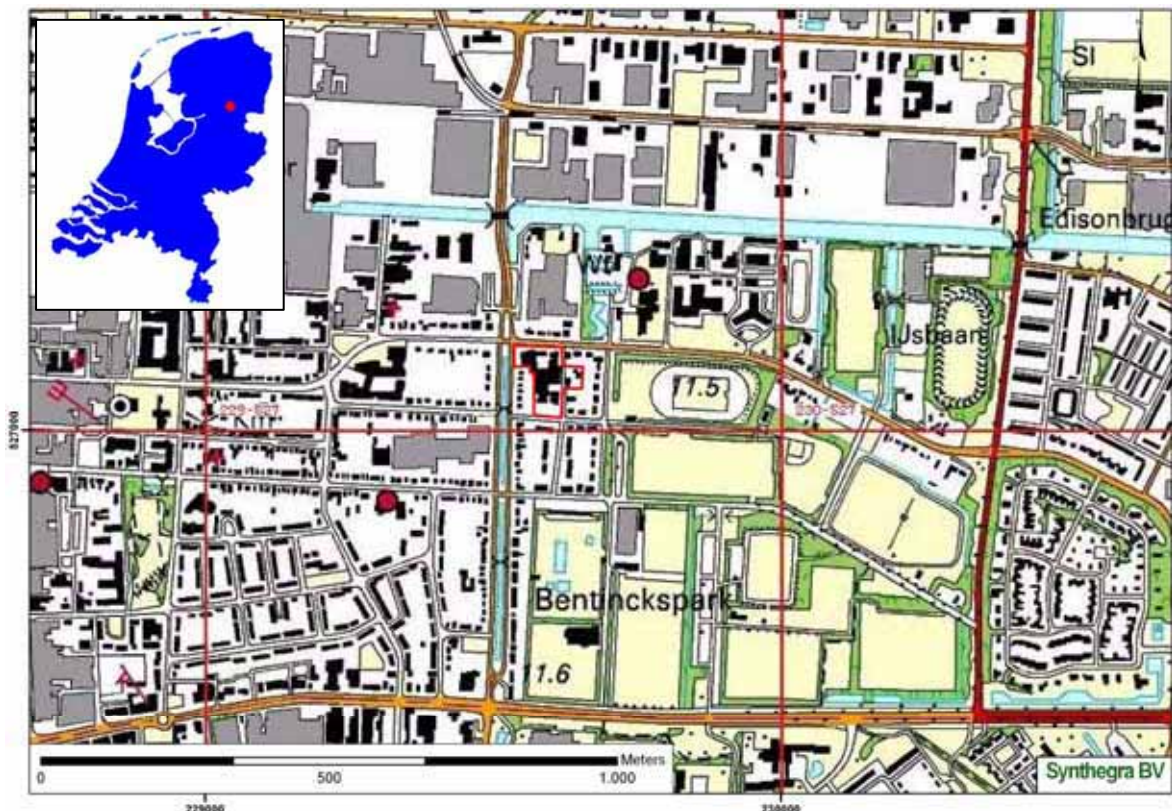 SI
Edisonbrug
IJsbaan
11.5
229-527
230-527
527000
Bentinckspark
11.6
Meters
0
500
1.000
Synthegra BV
229000
230000